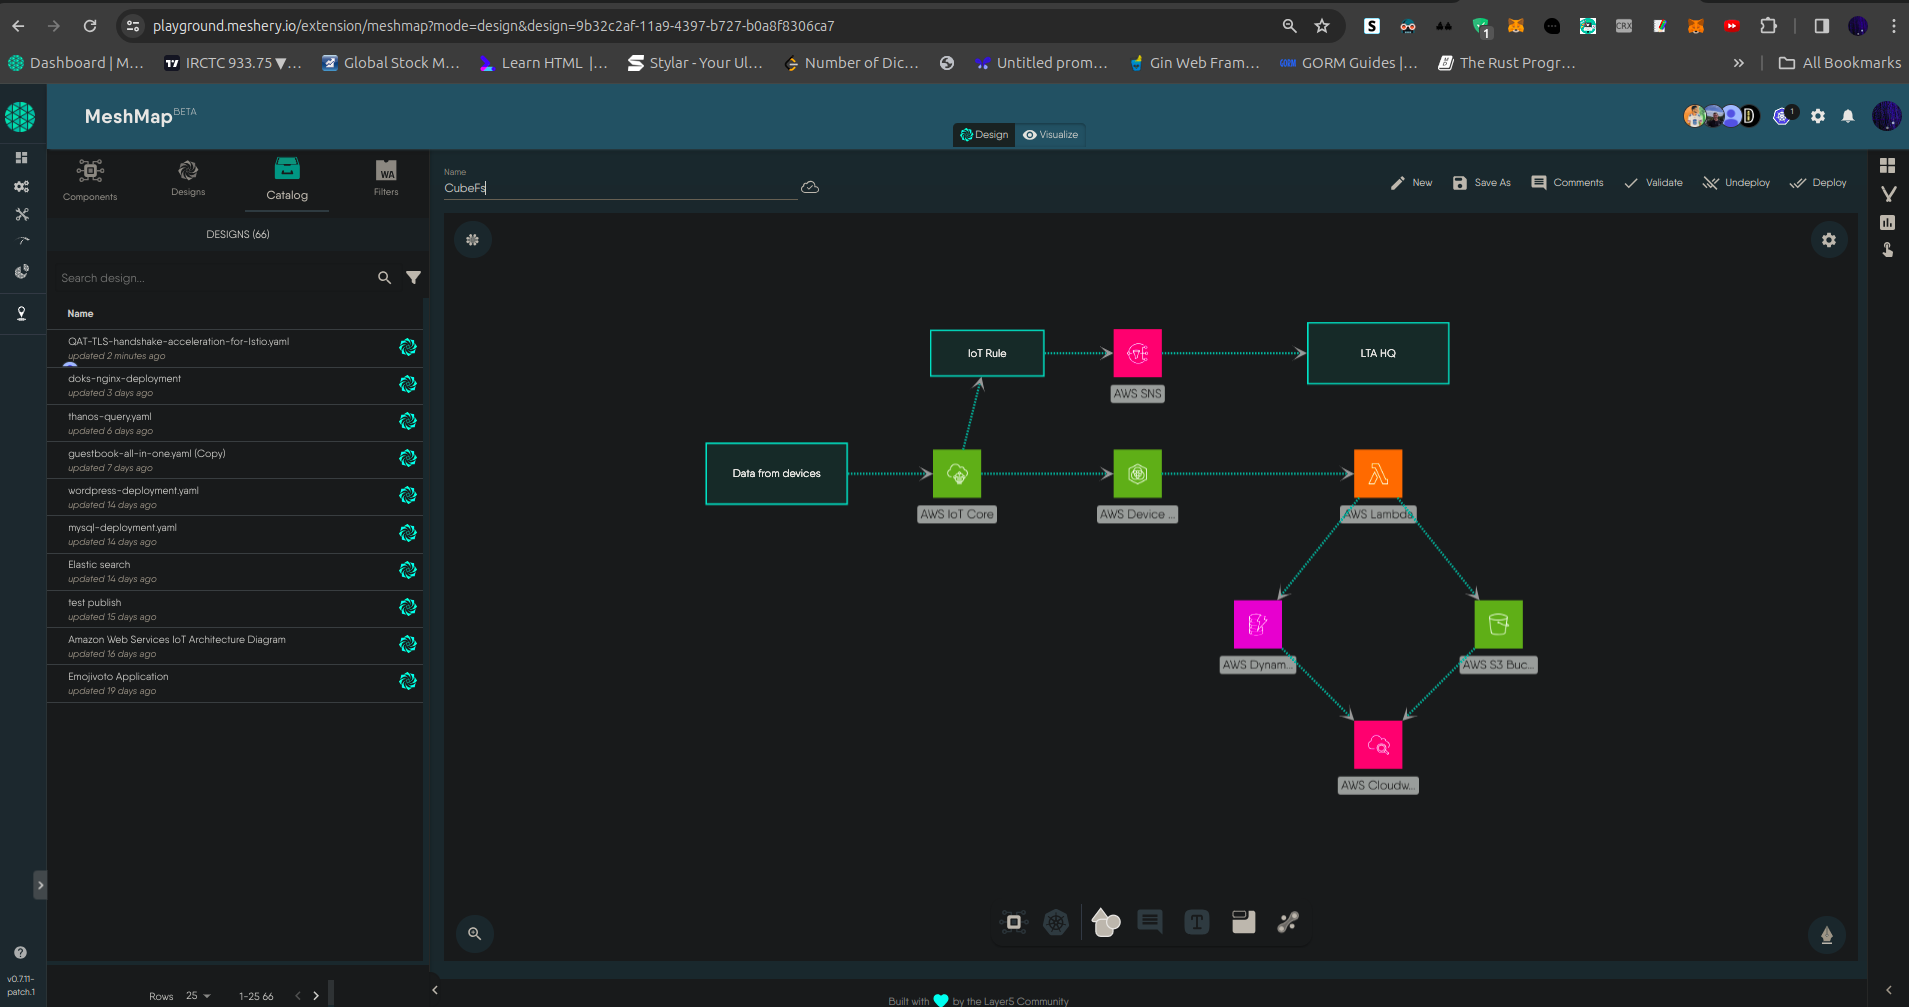 playground.meshery.io/extension/meshmap?mode=design&design=9b32c2af-11a9-4397-b727-b0a8f8306ca7
S
1
CRX
Dashboard | M...
IRCTC 933.75 ▼...
Global Stock M...
Learn HTML |...
Stylar - Your Ul...
Number of Dic...
Untitled prom...
Gin Web Fram...
GORM Guides |...
The Rust Progr...
» All Bookmarks
MeshMap BETA
Design
Visualize
D
1
Components
Designs
Catalog
WA
Filters
Name
CubeFs
New
Save As
Comments
Validate
Undeploy
Deploy
DESIGNS (66)
Search design...
Name
QAT-TLS-handshake-acceleration-for-Istio.yaml
updated 2 minutes ago
doks-nginx-deployment
updated 3 days ago
thanos-query.yaml
updated 6 days ago
guestbook-all-in-one.yaml (Copy)
updated 7 days ago
wordpress-deployment.yaml
updated 14 days ago
mysql-deployment.yaml
updated 14 days ago
Elastic search
updated 14 days ago
test publish
updated 15 days ago
Amazon Web Services IoT Architecture Diagram
updated 16 days ago
Emojivoto Application
updated 19 days ago
IoT Rule
AWS SNS
LTA HQ
Data from devices
AWS IoT Core
AWS Device ...
AWS Lambda
AWS Dynam...
AWS S3 Buc...
AWS Cloudw...
T
v0.7.11-
patch.1
Rows 25
1-25 66
Built with by the Layer5 Community